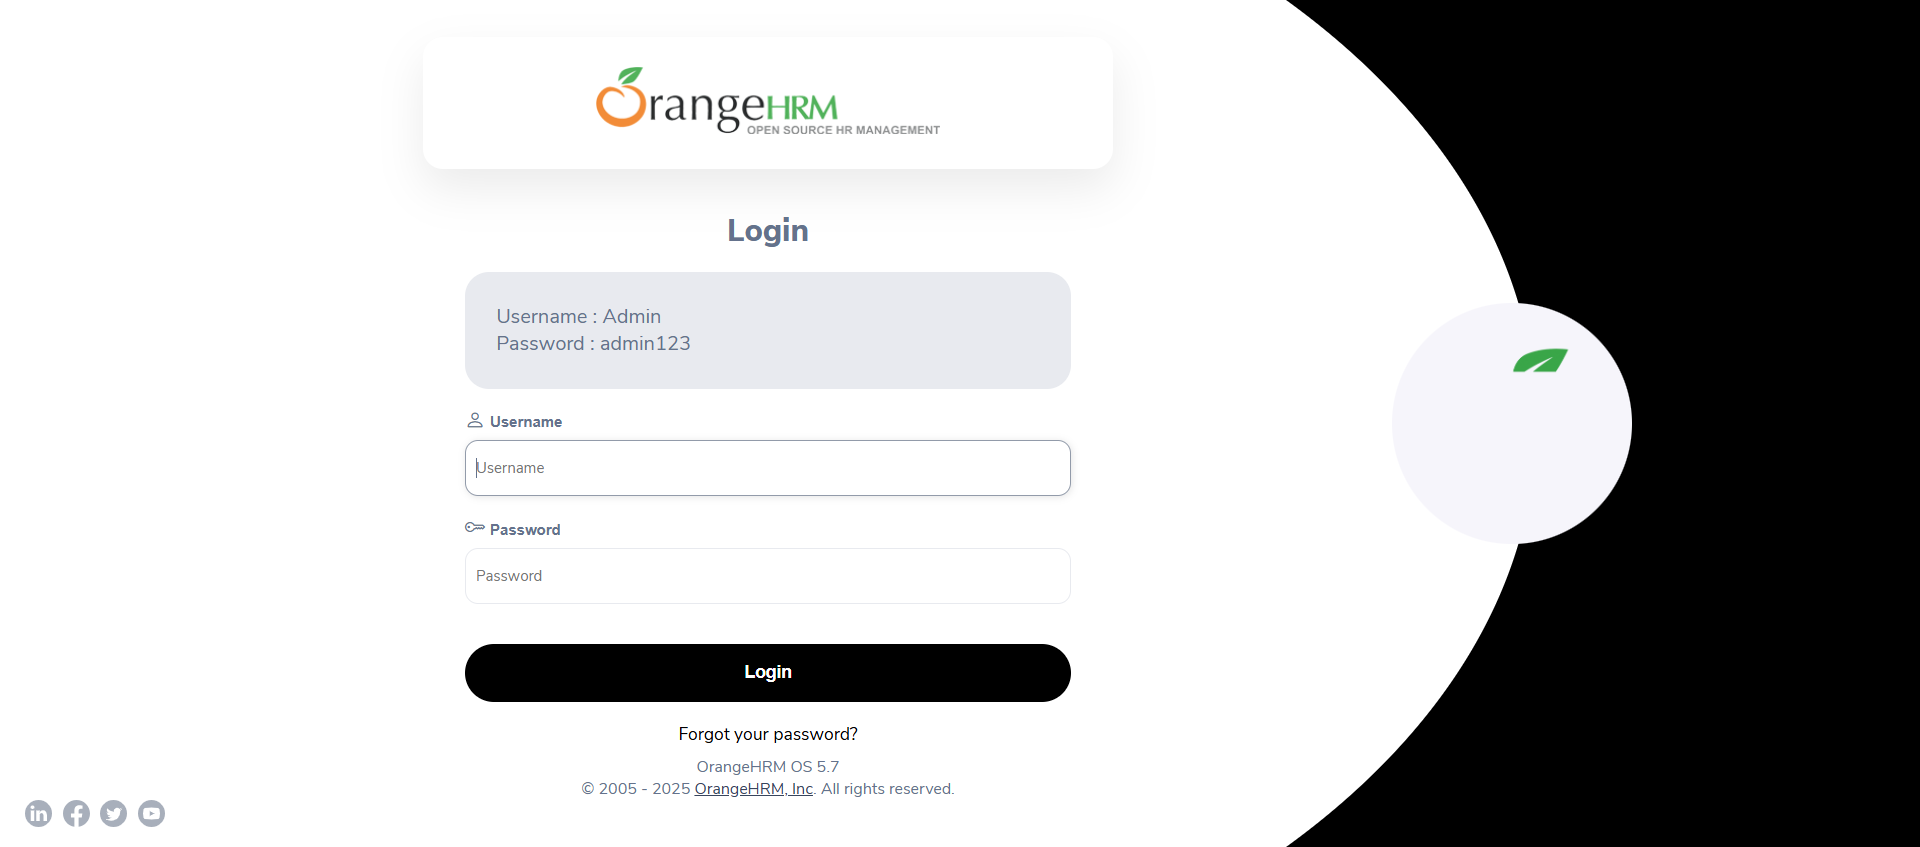 OrangeHRM
OPEN SOURCE HR MANAGEMENT
Login
Username : Admin
Password : admin123
Username
Username
Password
Password
Login
Forgot your password?
OrangeHRM OS 5.7
© 2005 - 2025 OrangeHRM, Inc. All rights reserved.